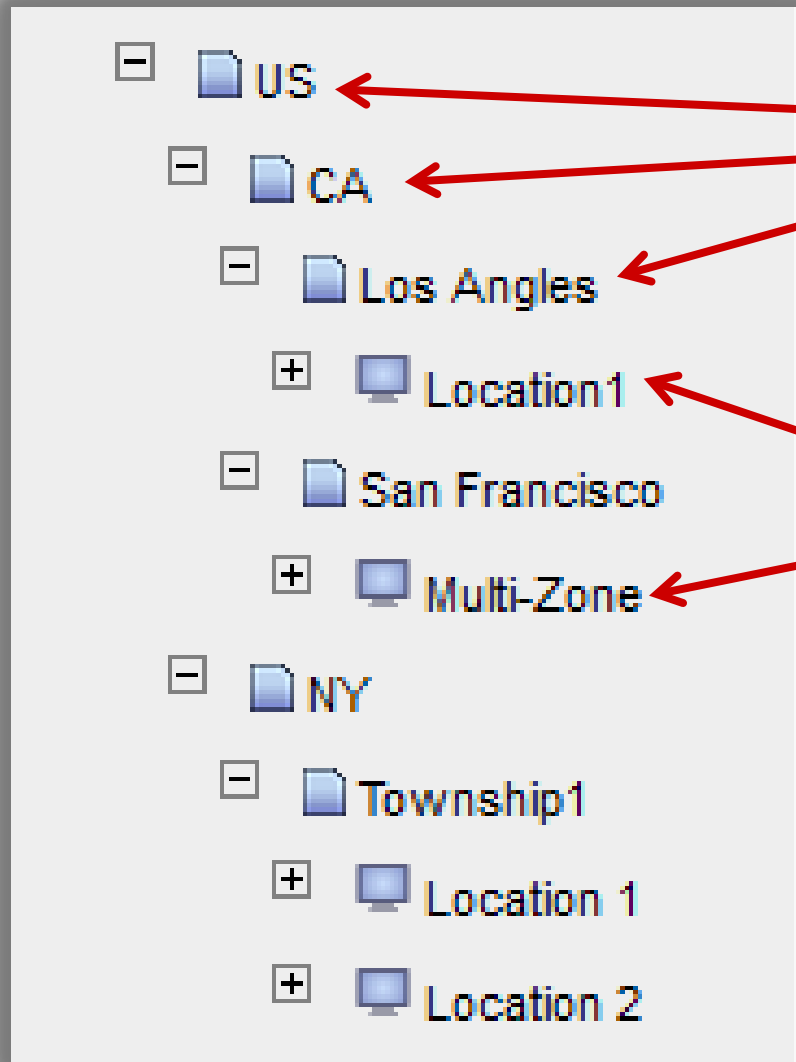 US
CA
Los Angles
Location1
San Francisco
Multi-Zone
NY
Township1
Location 1
Location 2